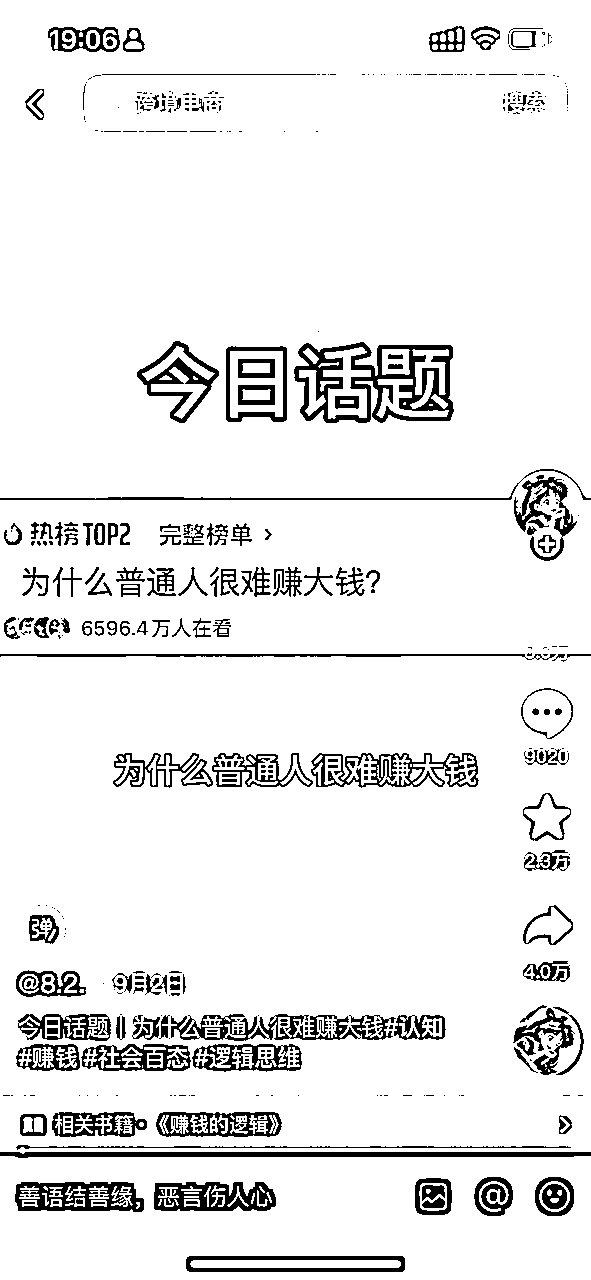 19:06
跨境电商 搜索
今日话题
热榜TOP2 完整榜单 >
为什么普通人很难赚大钱?
6596.4万人在看
为什么普通人很难赚大钱
9020
2.3万
弹
4.0万
@8.2. · 9月2日
今日话题 | 为什么普通人很难赚大钱#认知
#赚钱 #社会百态 #逻辑思维
相关书籍·《赚钱的逻辑》
善语结善缘，恶言伤人心